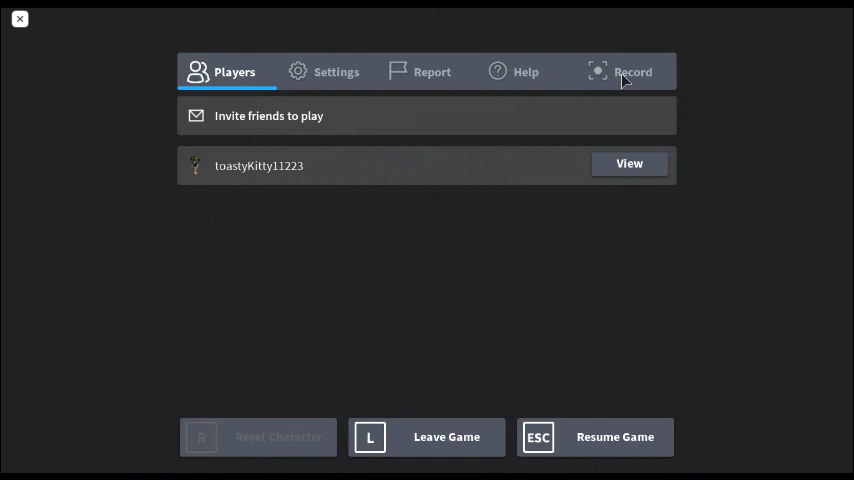 Players Settings Report Help Record
Invite friends to play
toastyKitty11223 View
R Reset Character L Leave Game ESC Resume Game